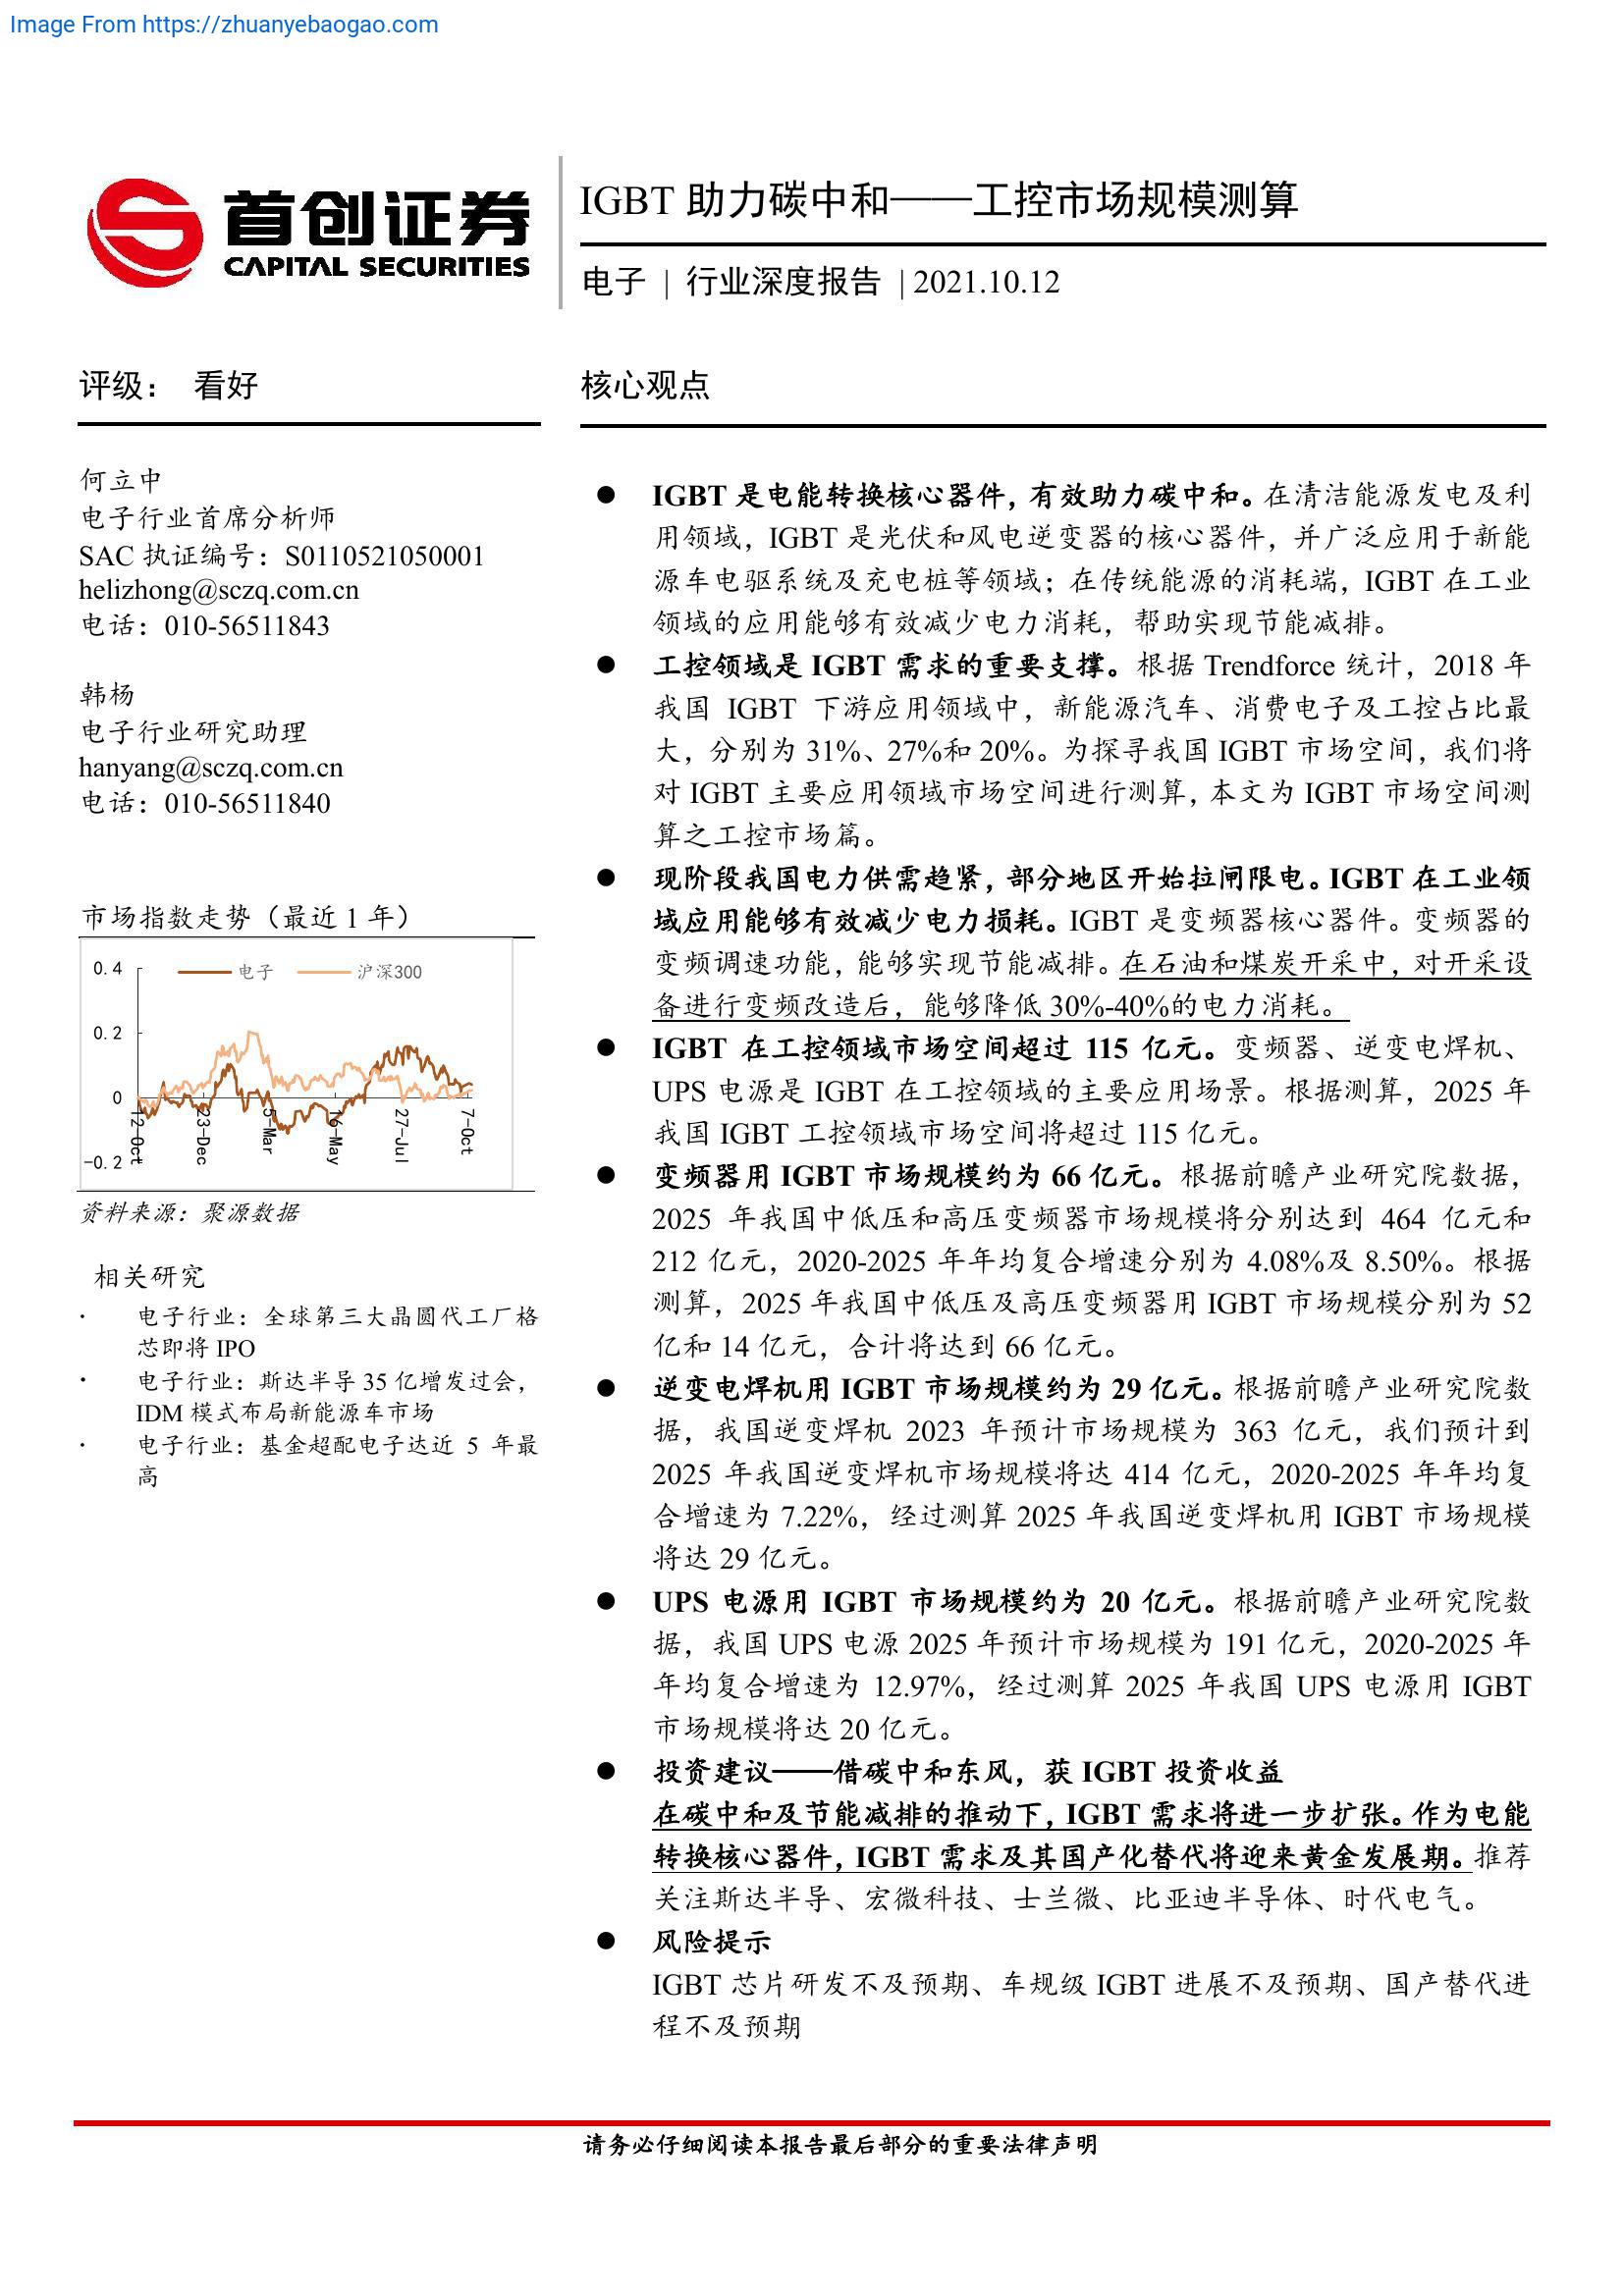 Image From https://zhuanyebaogao.com
首创证券
CAPITAL SECURITIES
IGBT 助力碳中和——工控市场规模测算
电子 | 行业深度报告 | 2021.10.12
评级： 看好
何立中
电子行业首席分析师
SAC 执证编号：S0110521050001
helizhong@sczq.com.cn
电话：010-56511843
韩杨
电子行业研究助理
hanyang@sczq.com.cn
电话：010-56511840
市场指数走势（最近 1 年）
电子 沪深300
0.4
0.2
0
-0.2
12-Oct
23-Dec
5-Mar
16-May
27-Jul
7-Oct
资料来源：聚源数据
相关研究
· 电子行业：全球第三大晶圆代工厂格
芯即将 IPO
· 电子行业：斯达半导 35 亿增发过会，
IDM 模式布局新能源车市场
· 电子行业：基金超配电子达近 5 年最
高
核心观点
● IGBT 是电能转换核心器件，有效助力碳中和。在清洁能源发电及利
用领域，IGBT 是光伏和风电逆变器的核心器件，并广泛应用于新能
源车电驱系统及充电桩等领域；在传统能源的消耗端，IGBT 在工业
领域的应用能够有效减少电力消耗，帮助实现节能减排。
● 工控领域是 IGBT 需求的重要支撑。根据 Trendforce 统计，2018 年
我国 IGBT 下游应用领域中，新能源汽车、消费电子及工控占比最
大，分别为 31%、27%和 20%。为探寻我国 IGBT 市场空间，我们将
对 IGBT 主要应用领域市场空间进行测算，本文为 IGBT 市场空间测
算之工控市场篇。
● 现阶段我国电力供需趋紧，部分地区开始拉闸限电。IGBT 在工业领
域应用能够有效减少电力损耗。IGBT 是变频器核心器件。变频器的
变频调速功能，能够实现节能减排。在石油和煤炭开采中，对开采设
备进行变频改造后，能够降低 30%-40%的电力消耗。
● IGBT 在工控领域市场空间超过 115 亿元。变频器、逆变电焊机、
UPS 电源是 IGBT 在工控领域的主要应用场景。根据测算，2025 年
我国 IGBT 工控领域市场空间将超过 115 亿元。
● 变频器用 IGBT 市场规模约为 66 亿元。根据前瞻产业研究院数据，
2025 年我国中低压和高压变频器市场规模将分别达到 464 亿元和
212 亿元，2020-2025 年年均复合增速分别为 4.08%及 8.50%。根据
测算，2025 年我国中低压及高压变频器用 IGBT 市场规模分别为 52
亿和 14 亿元，合计将达到 66 亿元。
● 逆变电焊机用 IGBT 市场规模约为 29 亿元。根据前瞻产业研究院数
据，我国逆变焊机 2023 年预计市场规模为 363 亿元，我们预计到
2025 年我国逆变焊机市场规模将达 414 亿元，2020-2025 年年均复
合增速为 7.22%，经过测算 2025 年我国逆变焊机用 IGBT 市场规模
将达 29 亿元。
● UPS 电源用 IGBT 市场规模约为 20 亿元。根据前瞻产业研究院数
据，我国 UPS 电源 2025 年预计市场规模为 191 亿元，2020-2025 年
年均复合增速为 12.97%，经过测算 2025 年我国 UPS 电源用 IGBT
市场规模将达 20 亿元。
● 投资建议——借碳中和东风，获 IGBT 投资收益
在碳中和及节能减排的推动下，IGBT 需求将进一步扩张。作为电能
转换核心器件，IGBT 需求及其国产化替代将迎来黄金发展期。推荐
关注斯达半导、宏微科技、士兰微、比亚迪半导体、时代电气。
● 风险提示
IGBT 芯片研发不及预期、车规级 IGBT 进展不及预期、国产替代进
程不及预期
请务必仔细阅读本报告最后部分的重要法律声明